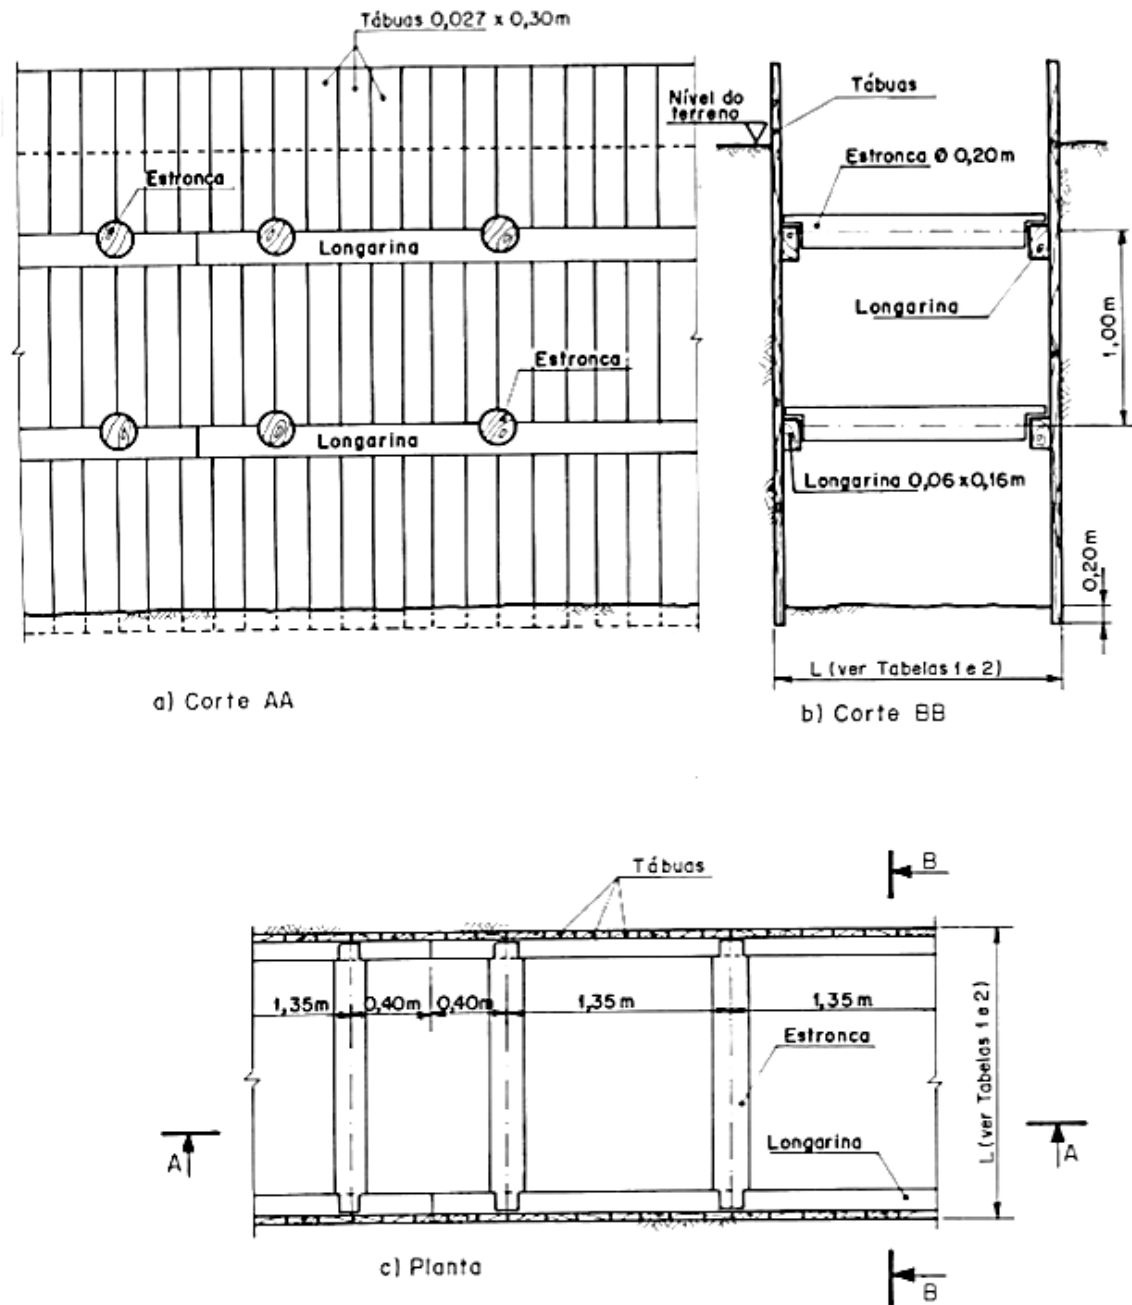 Tábuas 0,027 x 0,30m
Estronca
Longarina
Estronca
Longarina
a) Corte AA
Tábuas
Nível do
terreno
Estronca Ø 0,20m
Longarina
1,00m
Longarina 0,06 x 0,16m
0,20m
L (ver Tabelas 1 e 2)
b) Corte BB
Tábuas
B
1,35m
0,40m
0,40m
1,35m
1,35m
Estronca
L (ver Tabelas 1 e 2)
A
Longarina
A
c) Planta
B